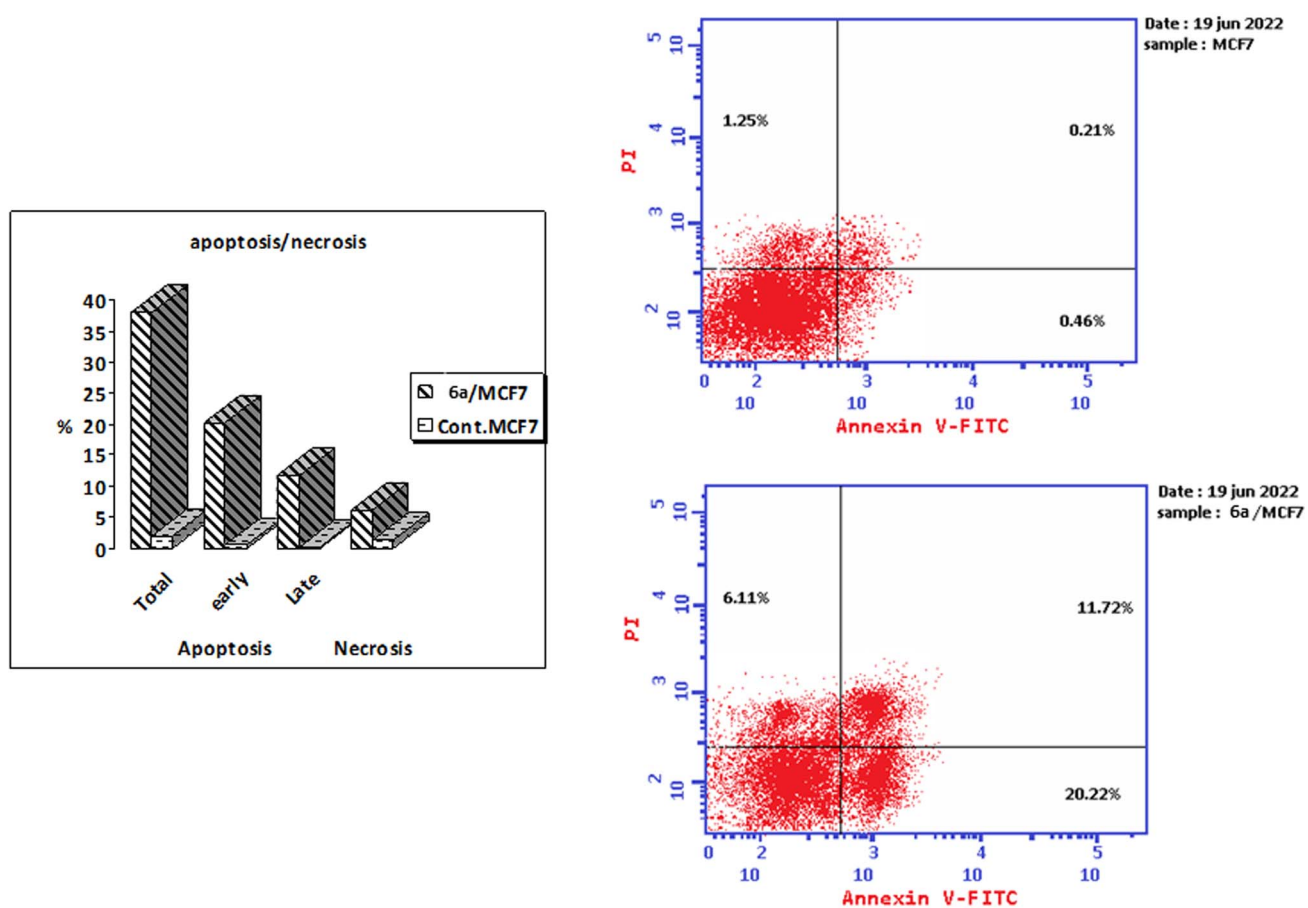 apoptosis/necrosis
40
35
30
25
% 20
15
10
5
0
Total early Late
Apoptosis Necrosis
6a/MCF7
Cont.MCF7
Date : 19 jun 2022
sample : MCF7
5 10
4 10
3 10
2 10
PI
1.25%
0.21%
0.46%
0 2 3 4 5
10 10 10 10
Annexin V-FITC
Date : 19 jun 2022
sample : 6a /MCF7
5 10
4 10
3 10
2 10
PI
6.11%
11.72%
20.22%
0 2 3 4 5
10 10 10 10
Annexin V-FITC